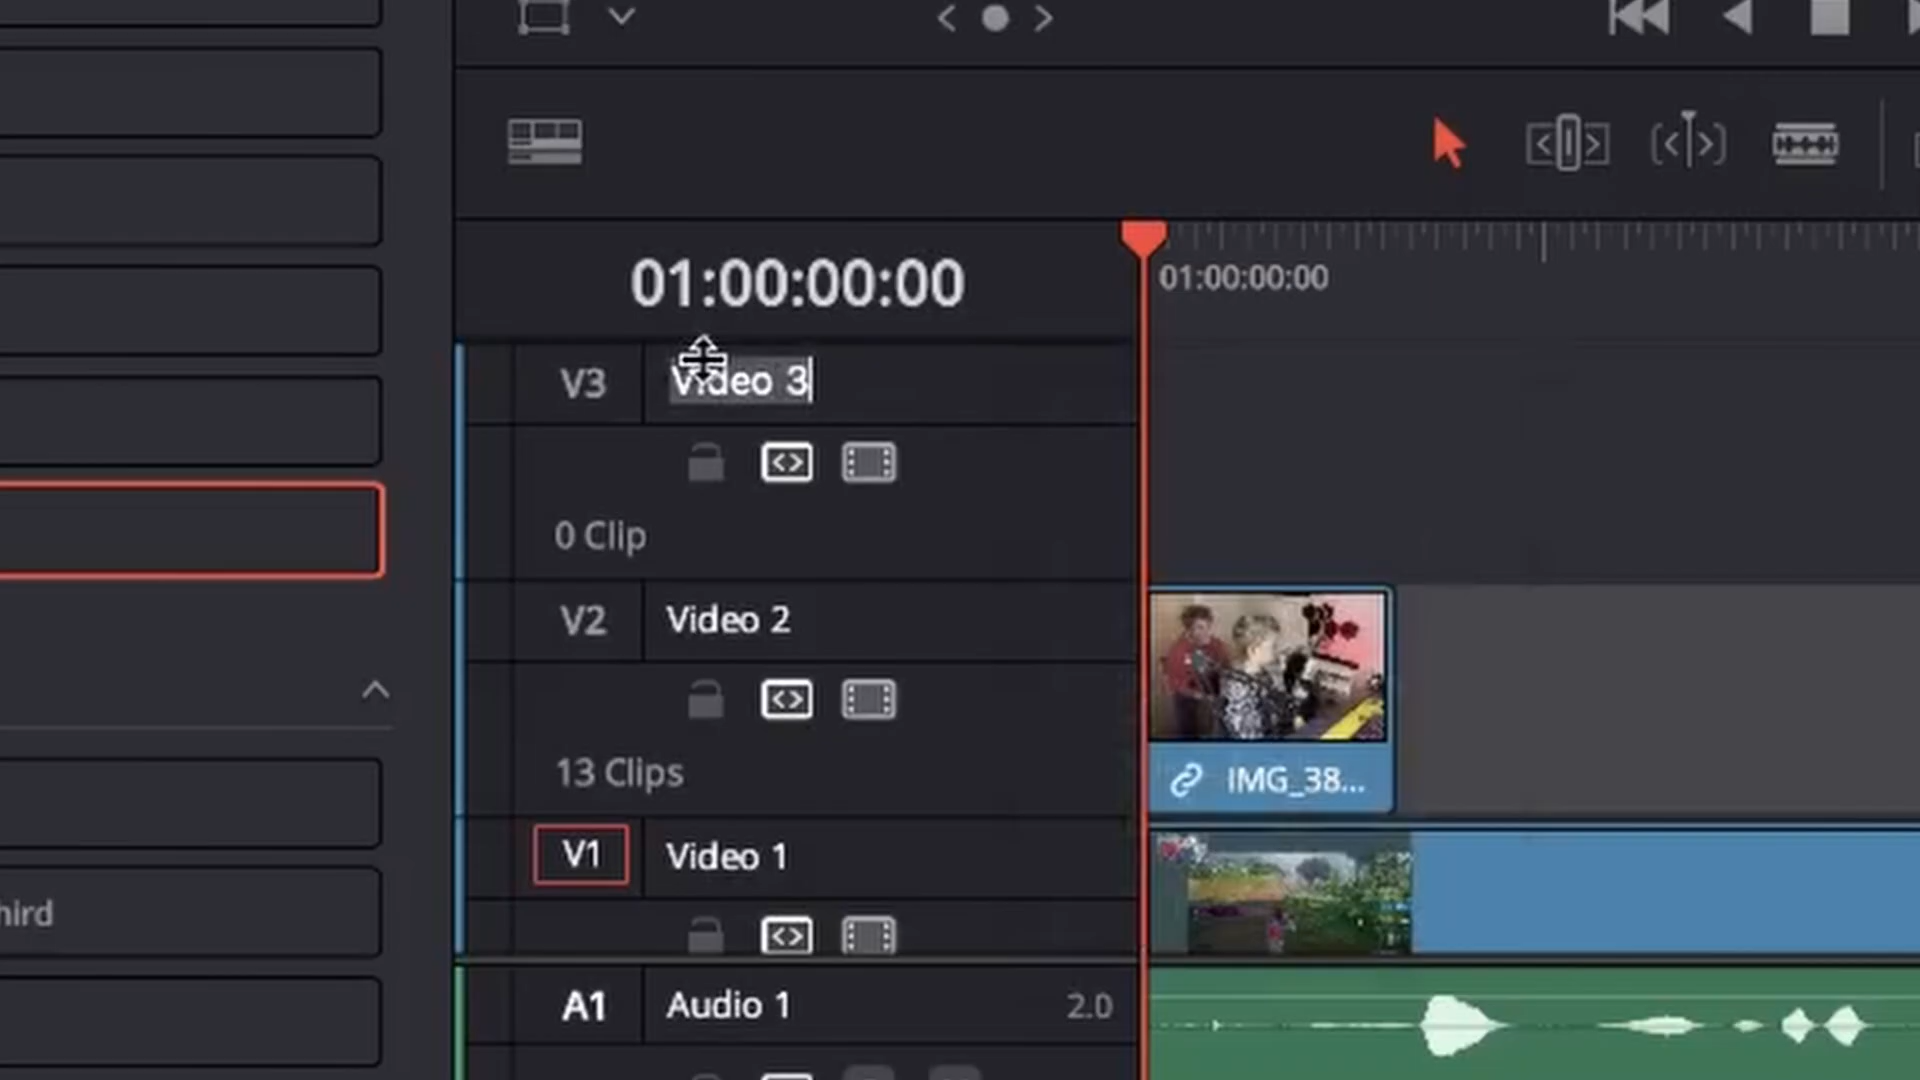 01:00:00:00
01:00:00:00
V3 Video 3
0 Clip
V2 Video 2
13 Clips
IMG_38...
V1 Video 1
hird
A1 Audio 1 2.0